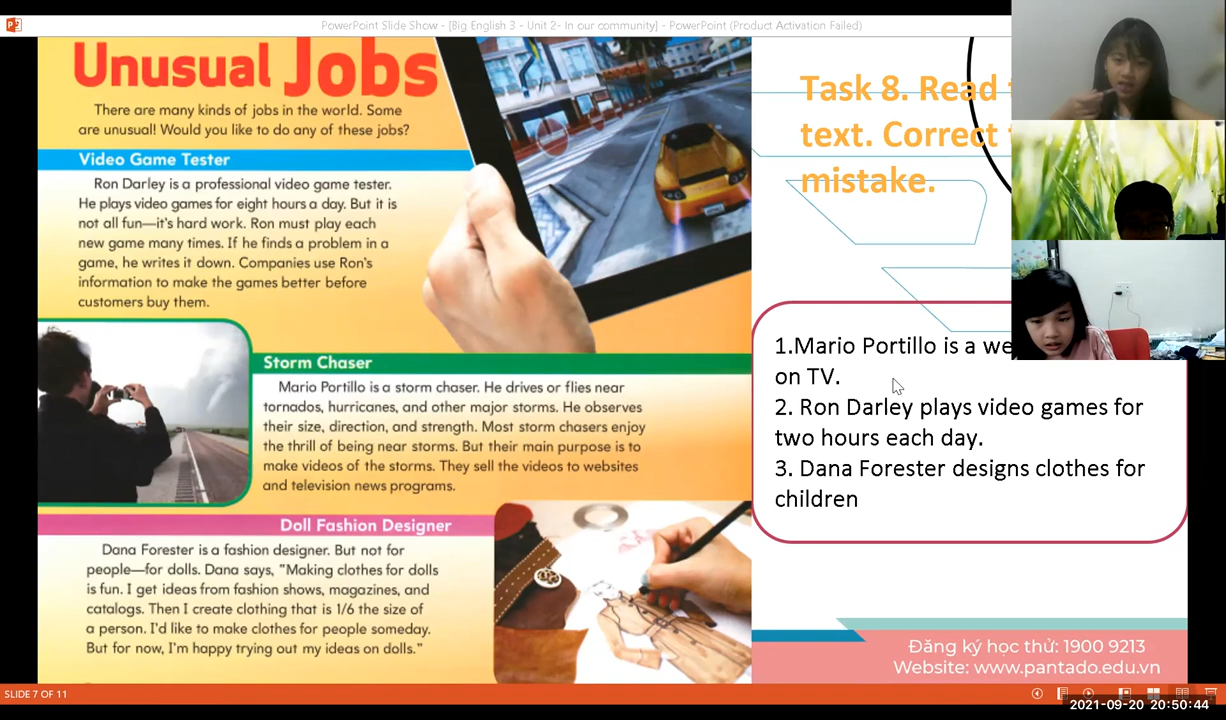 PowerPoint Slide Show - [Big English 3 - Unit 2- In our community] - PowerPoint (Product Activation Failed)
Unusual Jobs
There are many kinds of jobs in the world. Some
are unusual! Would you like to do any of these jobs?
Video Game Tester
Ron Darley is a professional video game tester.
He plays video games for eight hours a day. But it is
not all fun—it's hard work. Ron must play each
new game many times. If he finds a problem in a
game, he writes it down. Companies use Ron's
information to make the games better before
customers buy them.
Storm Chaser
Mario Portillo is a storm chaser. He drives or flies near
tornados, hurricanes, and other major storms. He observes
their size, direction, and strength. Most storm chasers enjoy
the thrill of being near storms. But their main purpose is to
make videos of the storms. They sell the videos to websites
and television news programs.
Doll Fashion Designer
Dana Forester is a fashion designer. But not for
people—for dolls. Dana says, "Making clothes for dolls
is fun. I get ideas from fashion shows, magazines, and
catalogs. Then I create clothing that is 1/6 the size of
a person. I'd like to make clothes for people someday.
But for now, I'm happy trying out my ideas on dolls."
Task 8. Read
text. Correct
mistake.
1.Mario Portillo is a
on TV.
2. Ron Darley plays video games for
two hours each day.
3. Dana Forester designs clothes for
children
Đăng ký học thử: 1900 9213
Website: www.pantado.edu.vn
SLIDE 7 OF 11
2021-09-20 20:50:44